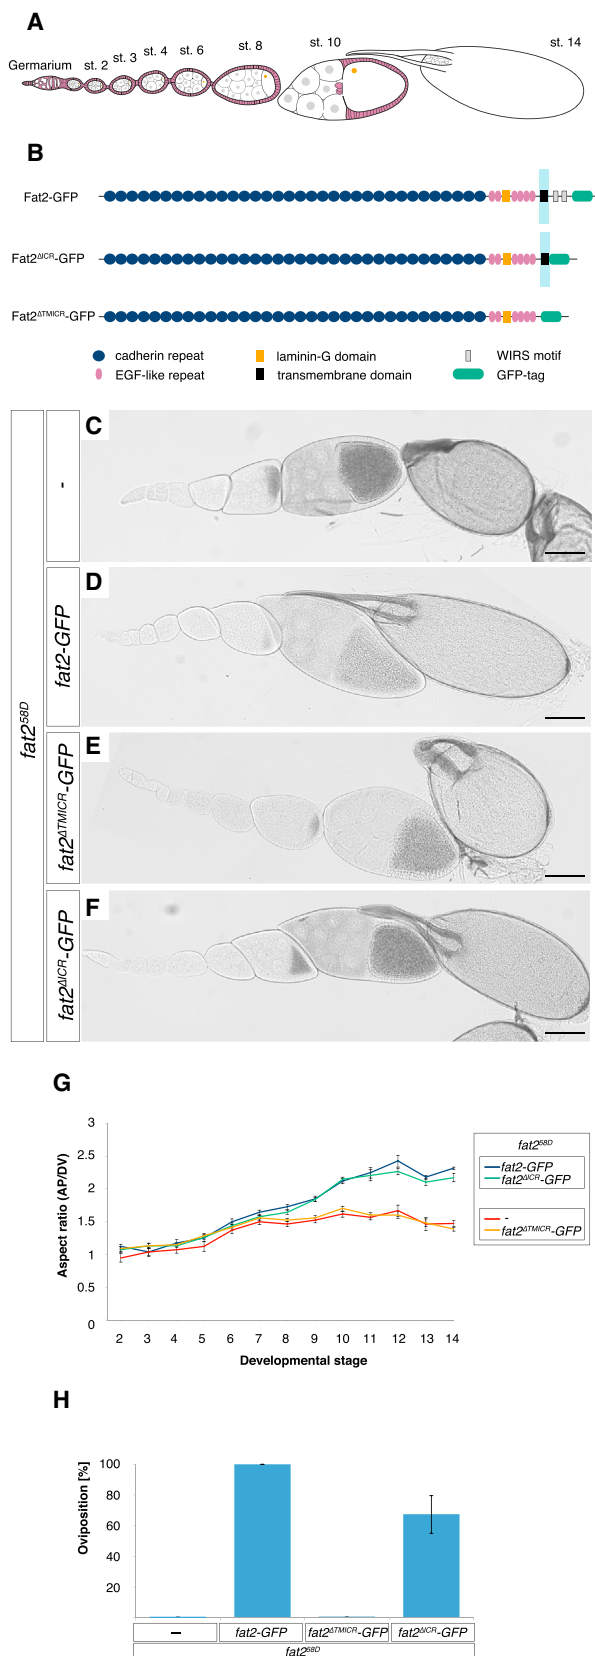 A
Germarium st. 2 st. 3 st. 4 st. 6 st. 8 st. 10 st. 14
B
Fat2-GFP
Fat2ΔICR-GFP
Fat2ΔTMICR-GFP
cadherin repeat laminin-G domain WIRS motif
EGF-like repeat transmembrane domain GFP-tag
fat258D
-
C
fat2-GFP
D
fat2ΔTMICR-GFP
E
fat2ΔICR-GFP
F
G
Aspect ratio (AP/DV)
3
2.5
2
1.5
1
0.5
0
2 3 4 5 6 7 8 9 10 11 12 13 14
Developmental stage
fat258D
fat2-GFP
fat2ΔICR-GFP
-
fat2ΔTMICR-GFP
H
Oviposition [%]
100
80
60
40
20
– fat2-GFP fat2ΔTMICR-GFP fat2ΔICR-GFP
fat258D